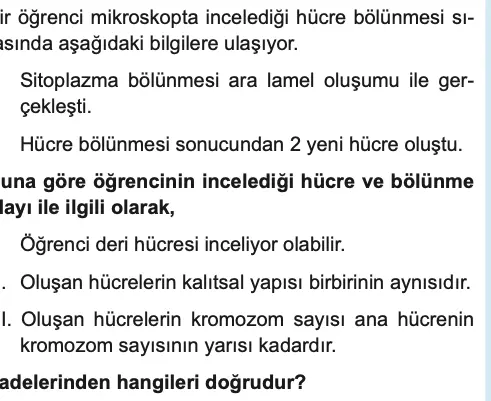 ir öğrenci mikroskopta incelediği hücre bölünmesi sı-
asında aşağıdaki bilgilere ulaşıyor.
Sitoplazma bölünmesi ara lamel oluşumu ile ger-
çekleşti.
Hücre bölünmesi sonucundan 2 yeni hücre oluştu.
una göre öğrencinin incelediği hücre ve bölünme
layı ile ilgili olarak,
Öğrenci deri hücresi inceliyor olabilir.
. Oluşan hücrelerin kalıtsal yapısı birbirinin aynısıdır.
I. Oluşan hücrelerin kromozom sayısı ana hücrenin
kromozom sayısının yarısı kadardır.
adelerinden hangileri doğrudur?